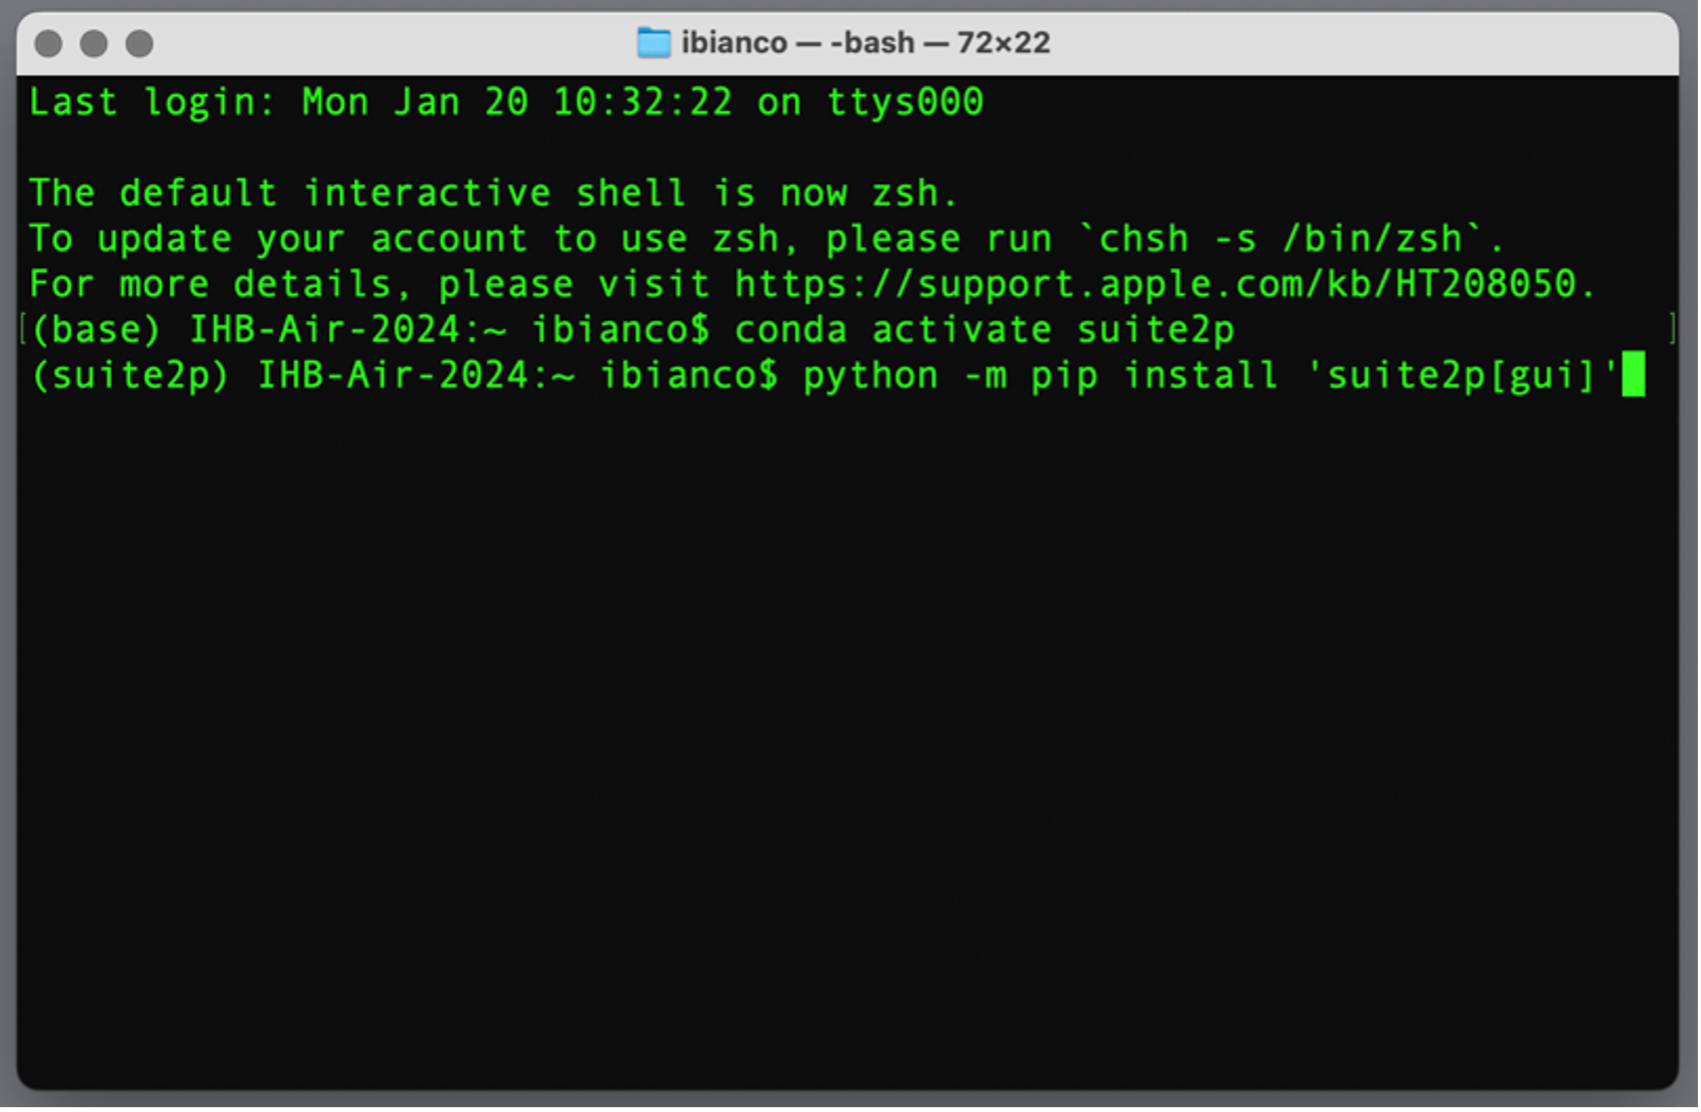 ibianco — -bash — 72×22
Last login: Mon Jan 20 10:32:22 on ttys000
The default interactive shell is now zsh.
To update your account to use zsh, please run `chsh -s /bin/zsh`.
For more details, please visit https://support.apple.com/kb/HT208050.
[(base) IHB-Air-2024:~ ibianco$ conda activate suite2p ]
(suite2p) IHB-Air-2024:~ ibianco$ python -m pip install 'suite2p[gui]'